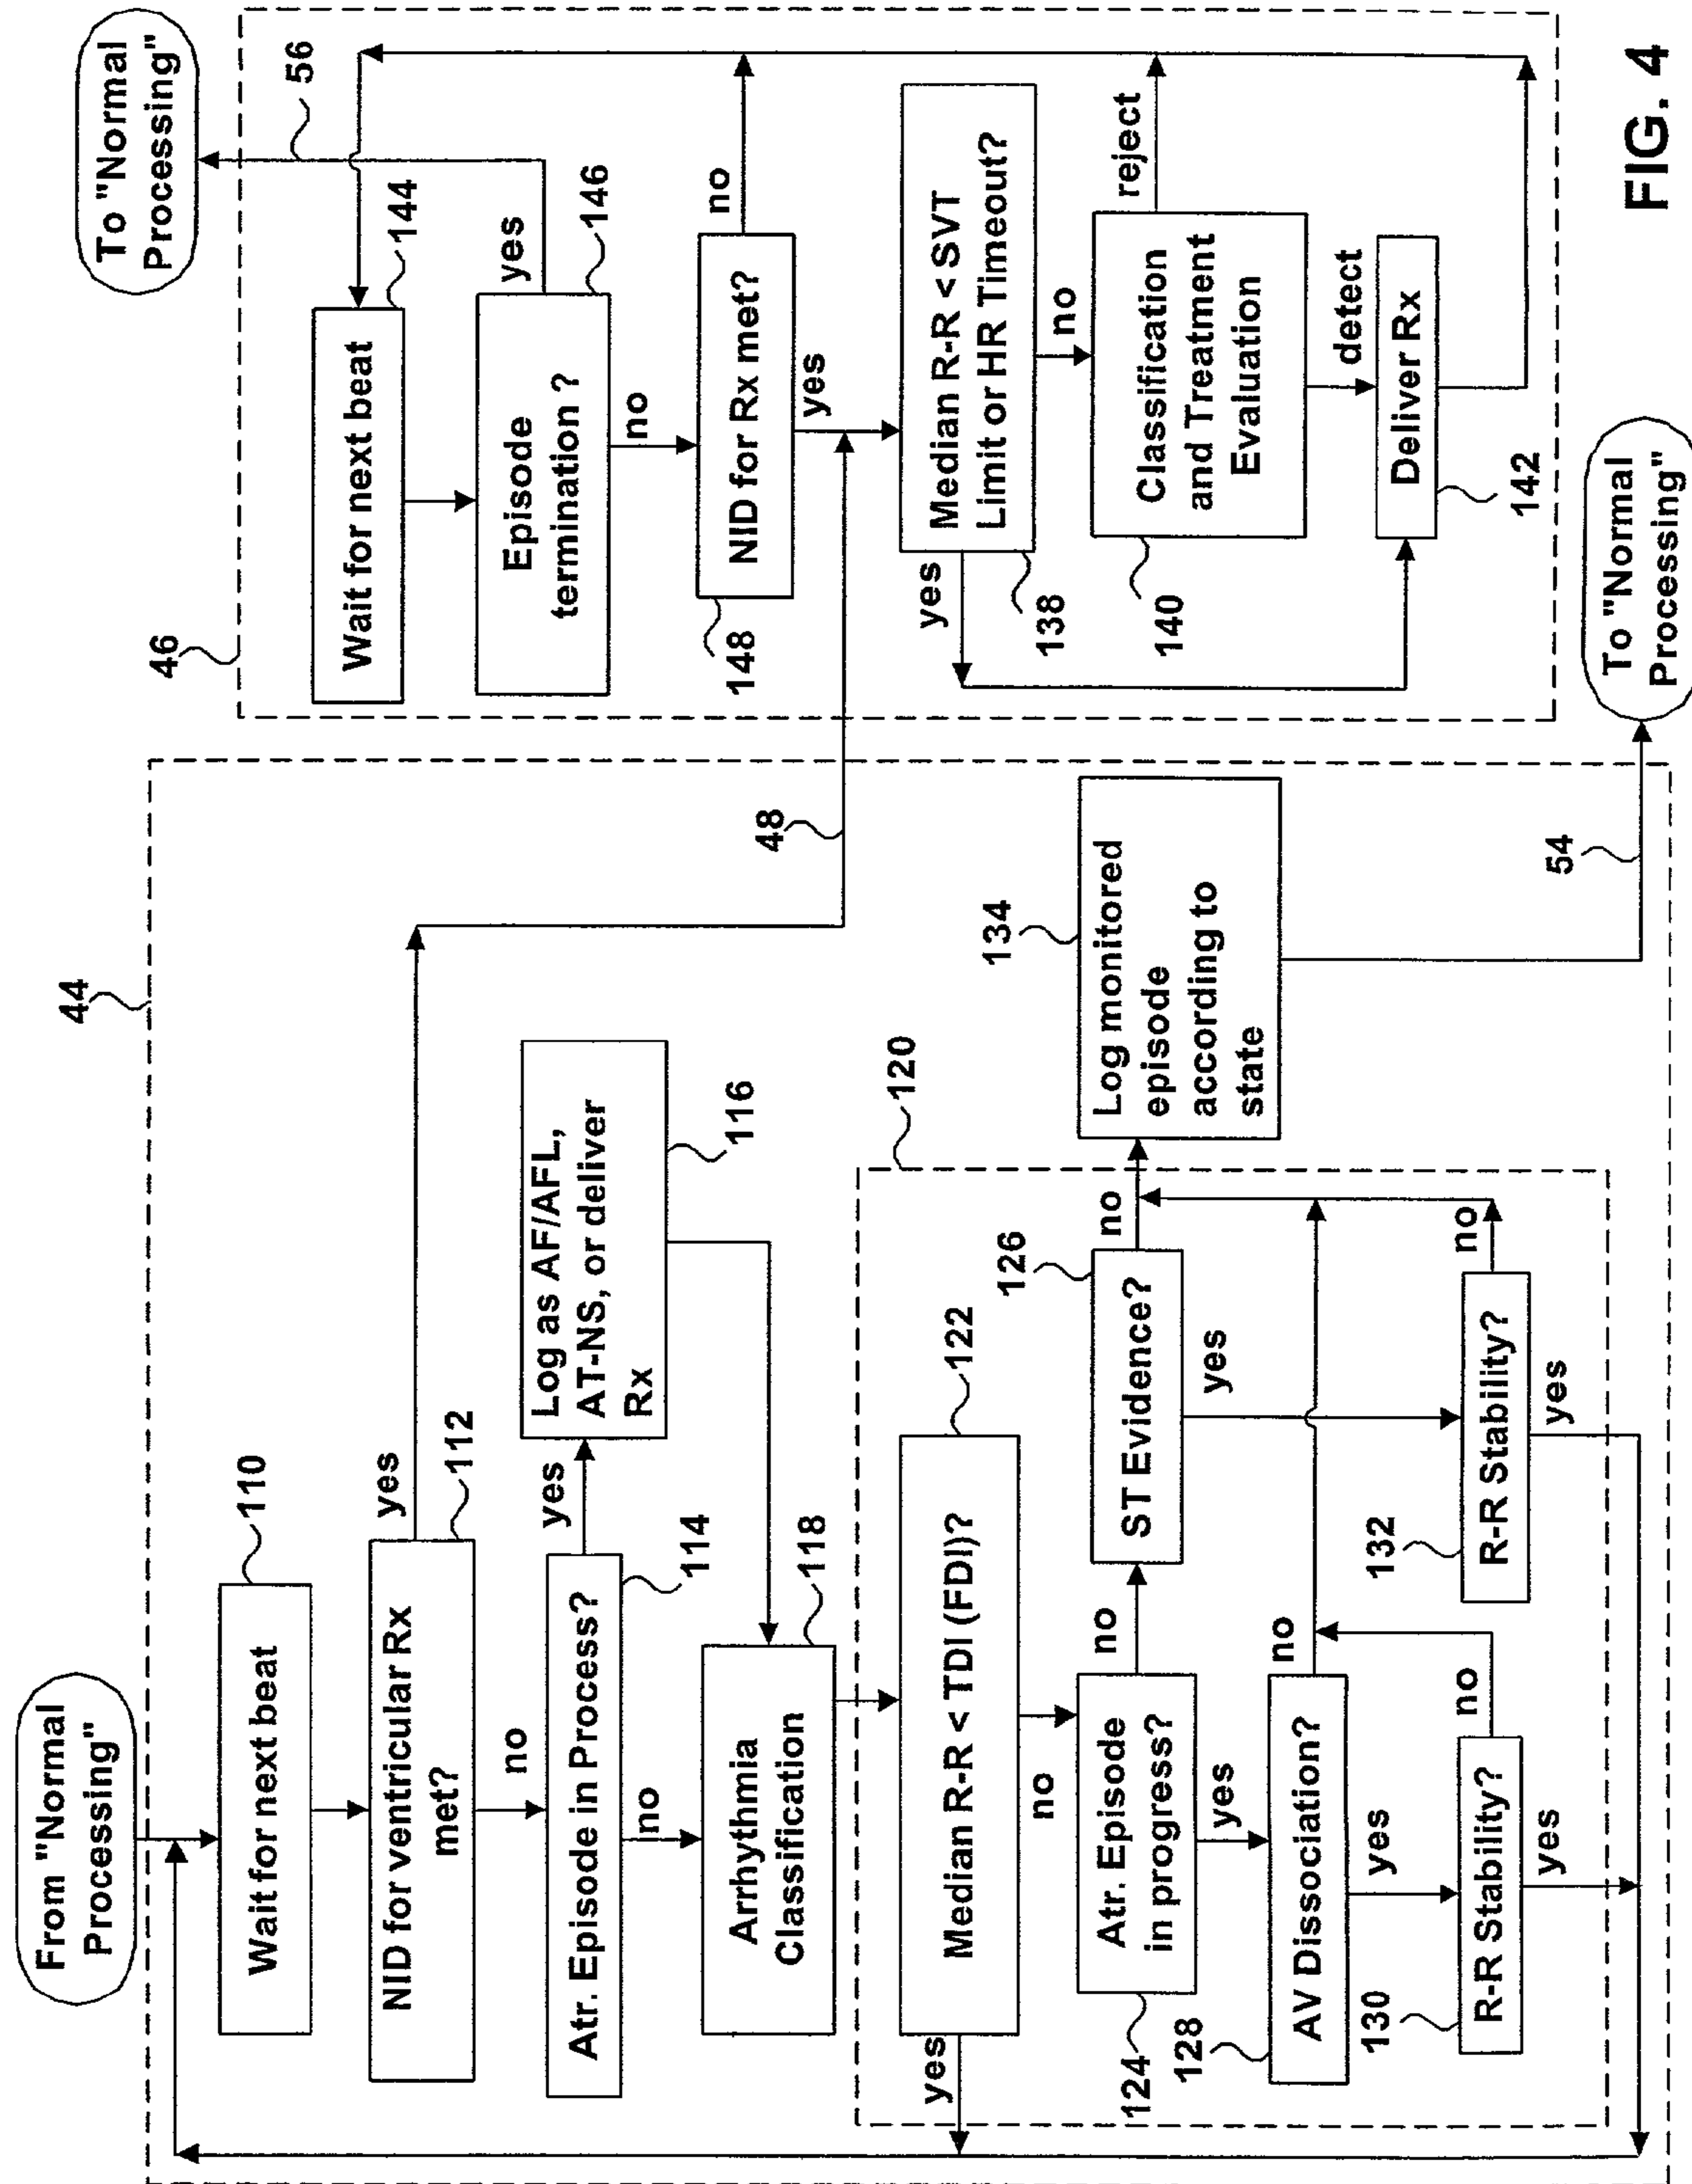 From "Normal
Processing"
44
Wait for next beat
110
NID for ventricular Rx
met?
112
yes
no
Atr. Episode in Process?
114
yes
no
Log as AF/AFL,
AT-NS, or deliver
Rx
116
Arrhythmia
Classification
118
48
120
Median R-R < TDI (FDI)?
122
yes
no
Atr. Episode
in progress?
124
no
yes
ST Evidence?
126
no
yes
Log monitored
episode
according to
state
134
AV Dissociation?
128
no
yes
R-R Stability?
130
no
yes
R-R Stability?
132
no
yes
54
To "Normal
Processing"
To "Normal
Processing"
56
46
Wait for next beat
144
Episode
termination ?
146
yes
no
NID for Rx met?
148
no
yes
Median R-R < SVT
Limit or HR Timeout?
138
yes
no
Classification
and Treatment
Evaluation
140
reject
detect
Deliver Rx
142
FIG. 4